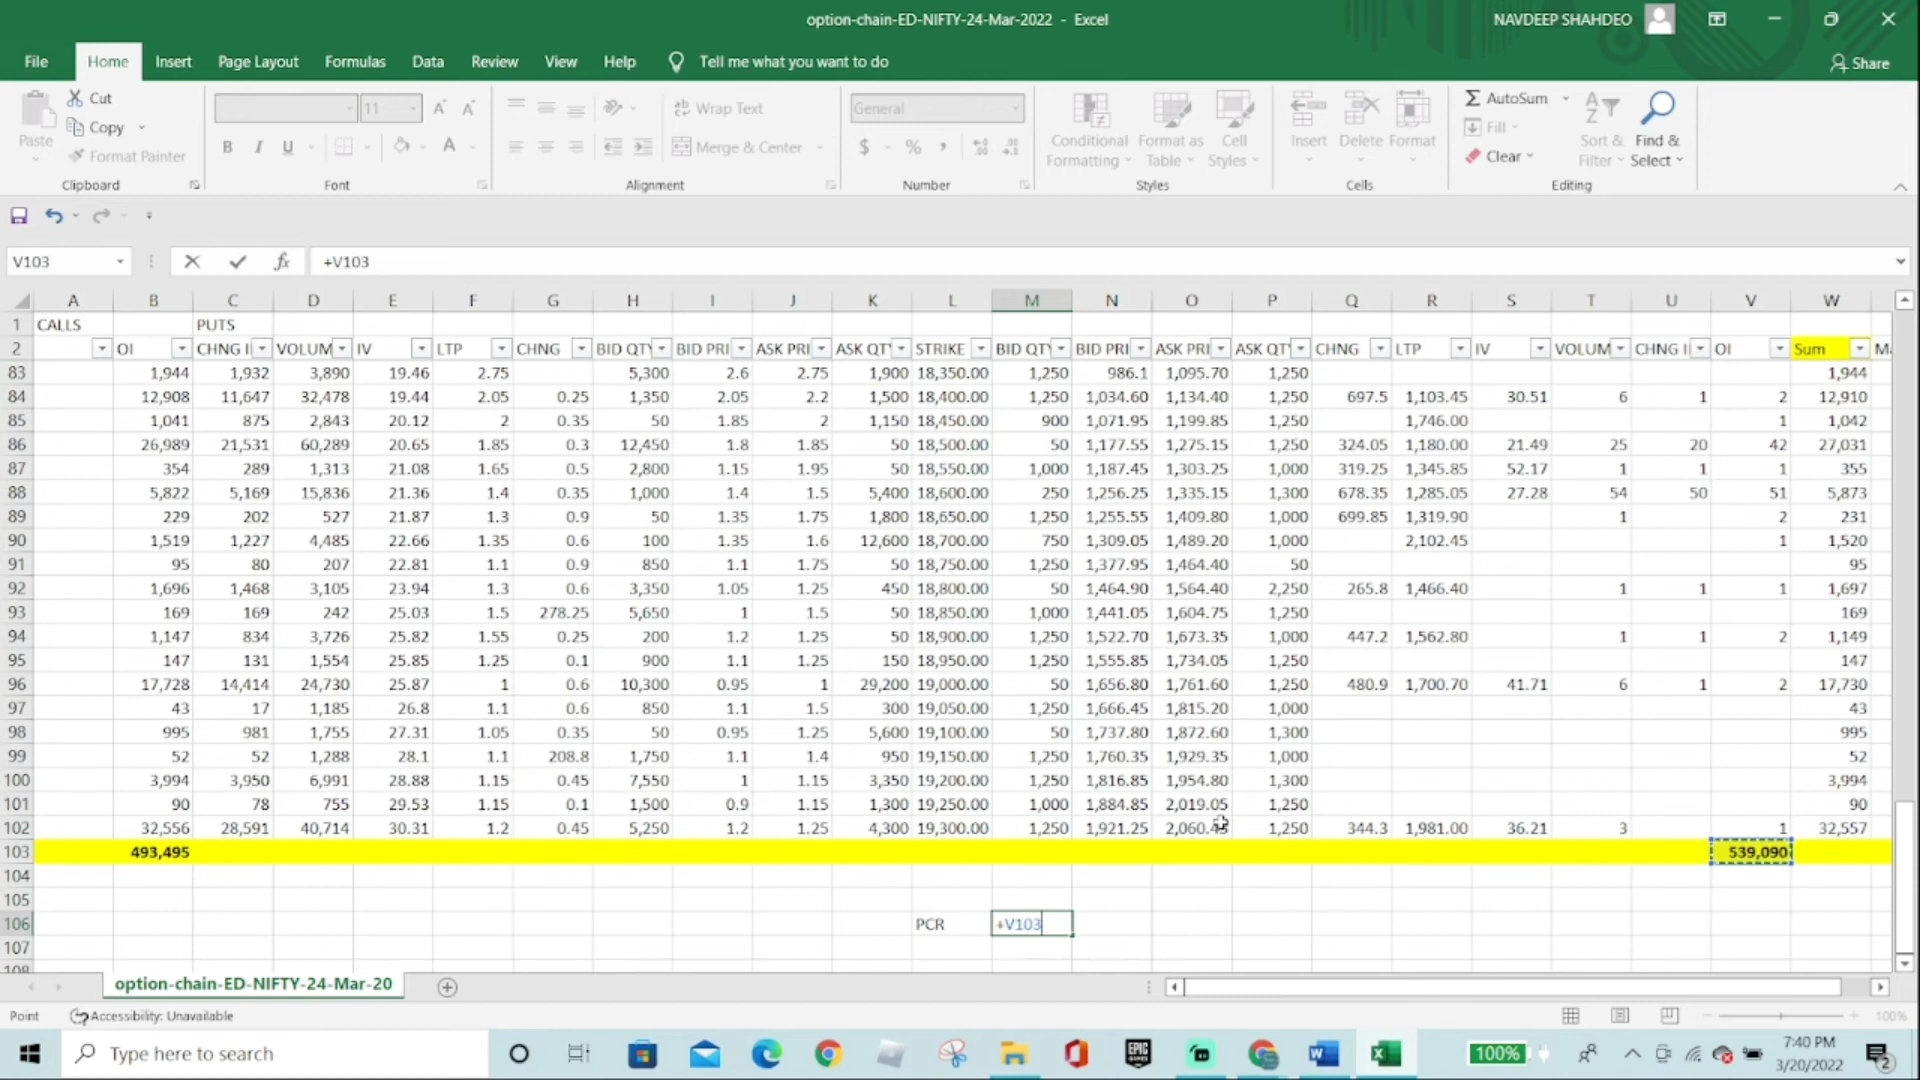 option-chain-ED-NIFTY-24-Mar-2022 - Excel
NAVDEEP SHAHDEO
File Home Insert Page Layout Formulas Data Review View Help Tell me what you want to do Share
Paste Cut Copy Format Painter
11
B I U
Wrap Text
Merge & Center
General
$ %
Conditional Formatting Format as Table Cell Styles
Insert Delete Format
AutoSum Fill Clear
Sort & Filter Find & Select
Clipboard Font Alignment Number Styles Cells Editing
V103 fx +V103
A B C D E F G H I J K L M N O P Q R S T U V W
1 CALLS PUTS
2 OI CHNG I VOLUM IV LTP CHNG BID QTY BID PRI ASK PRI ASK QT STRIKE BID QTY BID PRI ASK PRI ASK QT CHNG LTP IV VOLUM CHNG I OI Sum
83 1,944 1,932 3,890 19.46 2.75 5,300 2.6 2.75 1,900 18,350.00 1,250 986.1 1,095.70 1,250 1,944
84 12,908 11,647 32,478 19.44 2.05 0.25 1,350 2.05 2.2 1,500 18,400.00 1,250 1,034.60 1,134.40 1,250 697.5 1,103.45 30.51 6 1 2 12,910
85 1,041 875 2,843 20.12 2 0.35 50 1.85 2 1,150 18,450.00 900 1,071.95 1,199.85 1,250 1,746.00 1 1,042
86 26,989 21,531 60,289 20.65 1.85 0.3 12,450 1.8 1.85 50 18,500.00 50 1,177.55 1,275.15 1,250 324.05 1,180.00 21.49 25 20 42 27,031
87 354 289 1,313 21.08 1.65 0.5 2,800 1.15 1.95 50 18,550.00 1,000 1,187.45 1,303.25 1,000 319.25 1,345.85 52.17 1 1 1 355
88 5,822 5,169 15,836 21.36 1.4 0.35 1,000 1.4 1.5 5,400 18,600.00 250 1,256.25 1,335.15 1,300 678.35 1,285.05 27.28 54 50 51 5,873
89 229 202 527 21.87 1.3 0.9 50 1.35 1.75 1,800 18,650.00 1,250 1,255.55 1,409.80 1,000 699.85 1,319.90 1 2 231
90 1,519 1,227 4,485 22.66 1.35 0.6 100 1.35 1.6 12,600 18,700.00 750 1,309.05 1,489.20 1,000 2,102.45 1 1,520
91 95 80 207 22.81 1.1 0.9 850 1.1 1.75 50 18,750.00 1,250 1,377.95 1,464.40 50 95
92 1,696 1,468 3,105 23.94 1.3 0.6 3,350 1.05 1.25 450 18,800.00 50 1,464.90 1,564.40 2,250 265.8 1,466.40 1 1 1 1,697
93 169 169 242 25.03 1.5 278.25 5,650 1 1.5 50 18,850.00 1,000 1,441.05 1,604.75 1,250 169
94 1,147 834 3,726 25.82 1.55 0.25 200 1.2 1.25 50 18,900.00 1,250 1,522.70 1,673.35 1,000 447.2 1,562.80 1 1 2 1,149
95 147 131 1,554 25.85 1.25 0.1 900 1.1 1.25 150 18,950.00 1,250 1,555.85 1,734.05 1,250 147
96 17,728 14,414 24,730 25.87 1 0.6 10,300 0.95 1 29,200 19,000.00 50 1,656.80 1,761.60 1,250 480.9 1,700.70 41.71 6 1 2 17,730
97 43 17 1,185 26.8 1.1 0.6 850 1.1 1.5 300 19,050.00 1,250 1,666.45 1,815.20 1,000 43
98 995 981 1,755 27.31 1.05 0.35 50 0.95 1.25 5,600 19,100.00 50 1,737.80 1,872.60 1,300 995
99 52 52 1,288 28.1 1.1 208.8 1,750 1.1 1.4 950 19,150.00 1,250 1,760.35 1,929.35 1,000 52
100 3,994 3,950 6,991 28.88 1.15 0.45 7,550 1 1.15 3,350 19,200.00 1,250 1,816.85 1,954.80 1,300 3,994
101 90 78 755 29.53 1.15 0.1 1,500 0.9 1.15 1,300 19,250.00 1,000 1,884.85 2,019.05 1,250 90
102 32,556 28,591 40,714 30.31 1.2 0.45 5,250 1.2 1.25 4,300 19,300.00 1,250 1,921.25 1,250 344.3 1,981.00 36.21 3 1 32,557
103 493,495 539,090
104
105
106 PCR +V103
107
option-chain-ED-NIFTY-24-Mar-20
Point Accessibility: Unavailable 100%
Type here to search
100%
7:40 PM
3/20/2022
2